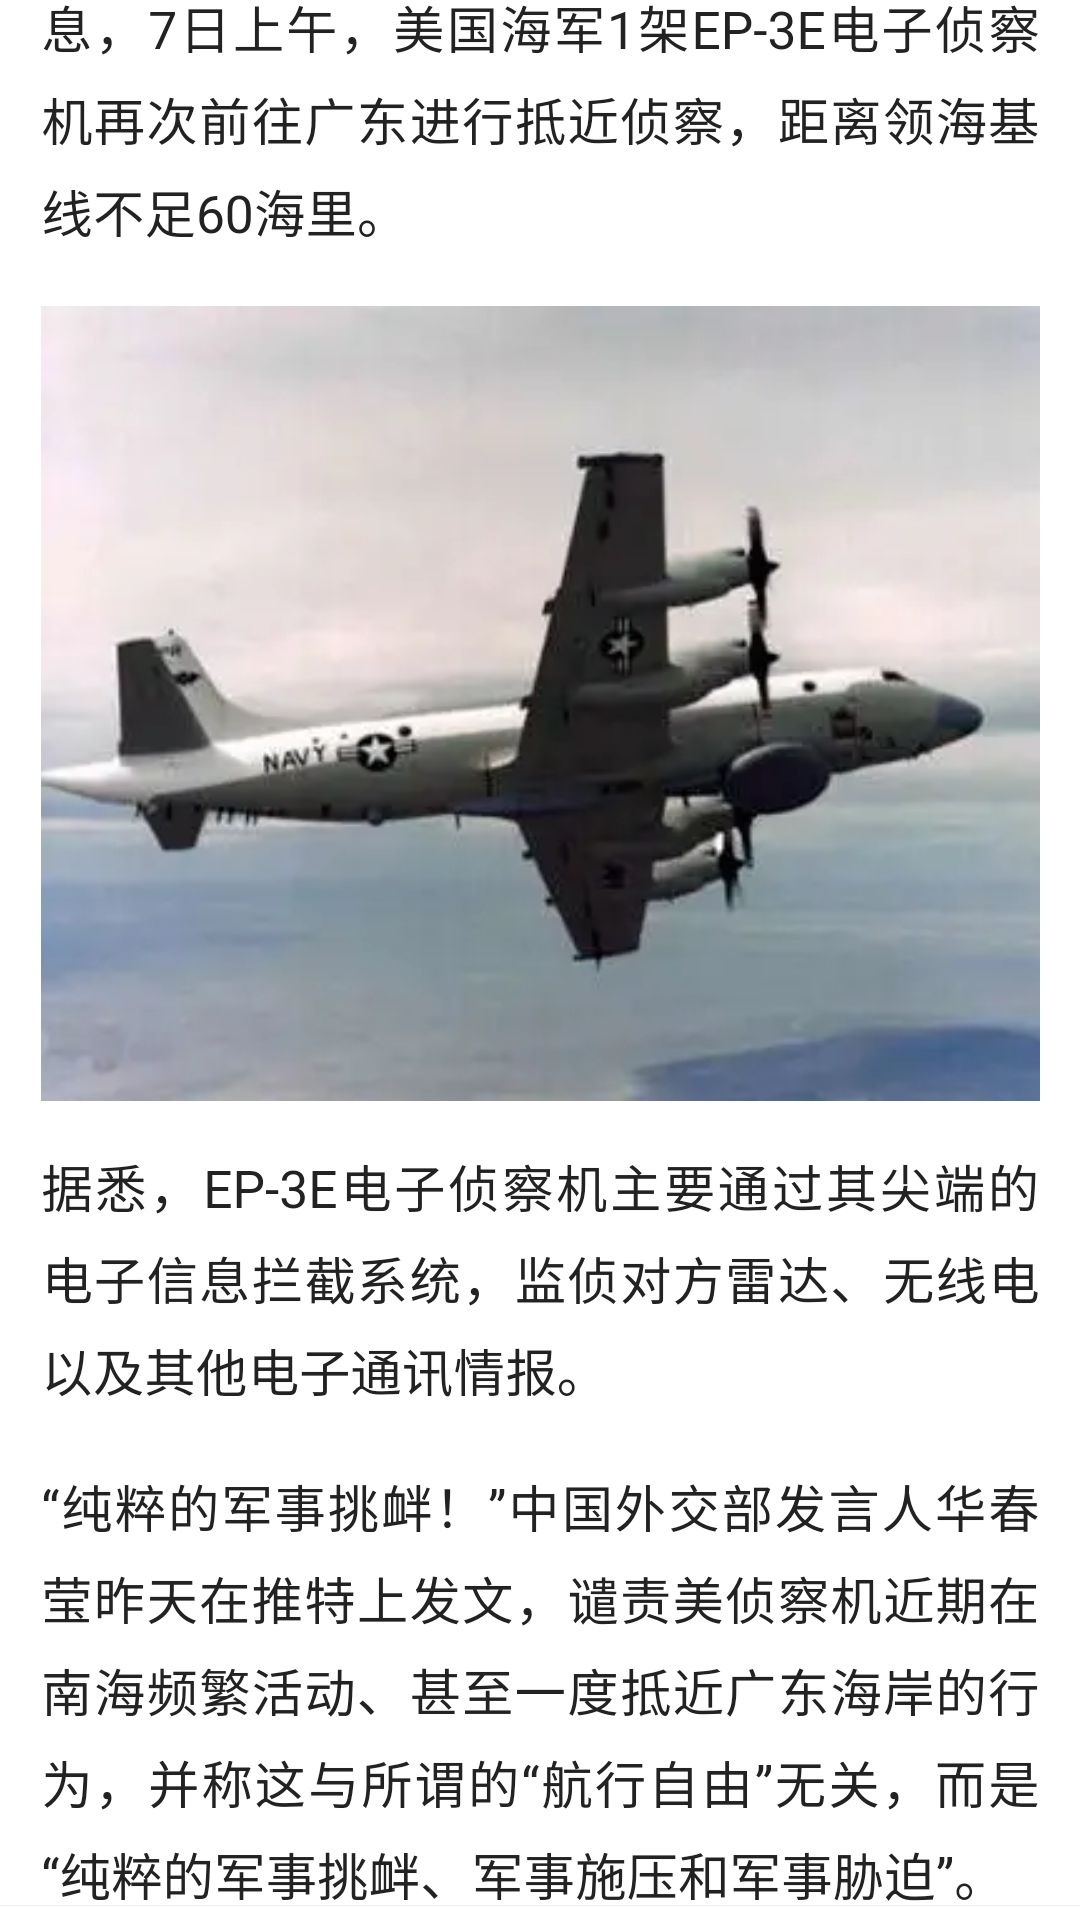 息，7日上午，美国海军1架EP-3E电子侦察
机再次前往广东进行抵近侦察，距离领海基
线不足60海里。
NAVY
据悉，EP-3E电子侦察机主要通过其尖端的
电子信息拦截系统，监侦对方雷达、无线电
以及其他电子通讯情报。
“纯粹的军事挑衅！”中国外交部发言人华春
莹昨天在推特上发文，谴责美侦察机近期在
南海频繁活动、甚至一度抵近广东海岸的行
为，并称这与所谓的“航行自由”无关，而是
“纯粹的军事挑衅、军事施压和军事胁迫”。